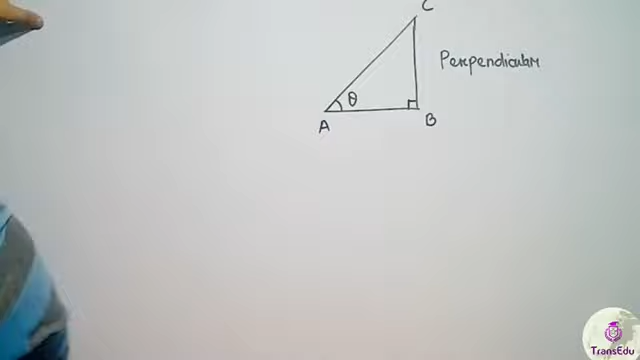 C
Perpendicular
θ
A
B
TransEdu